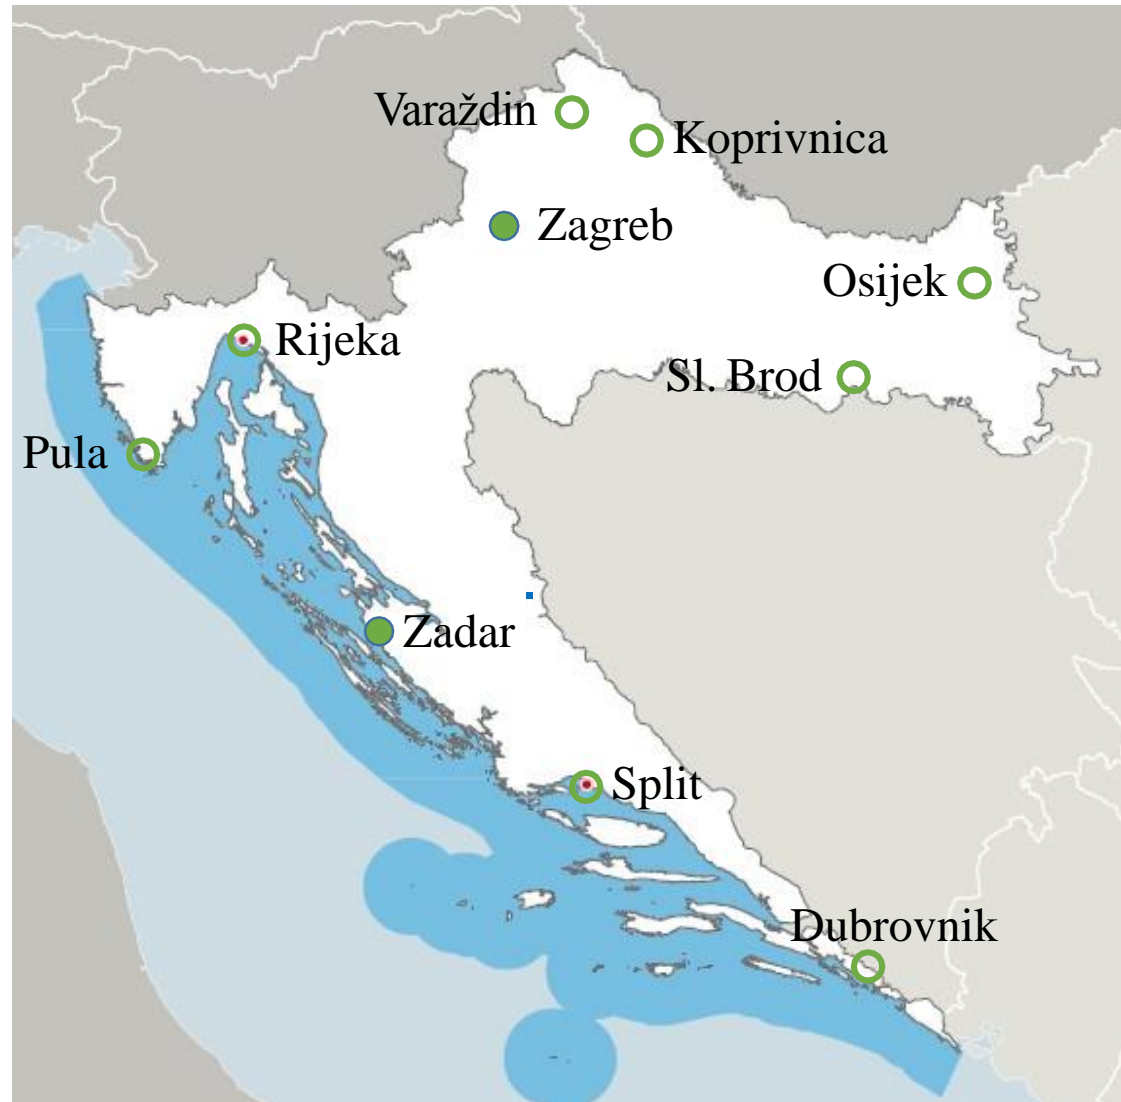 Varaždin
Koprivnica
Zagreb
Osijek
Rijeka
Sl. Brod
Pula
Zadar
Split
Dubrovnik